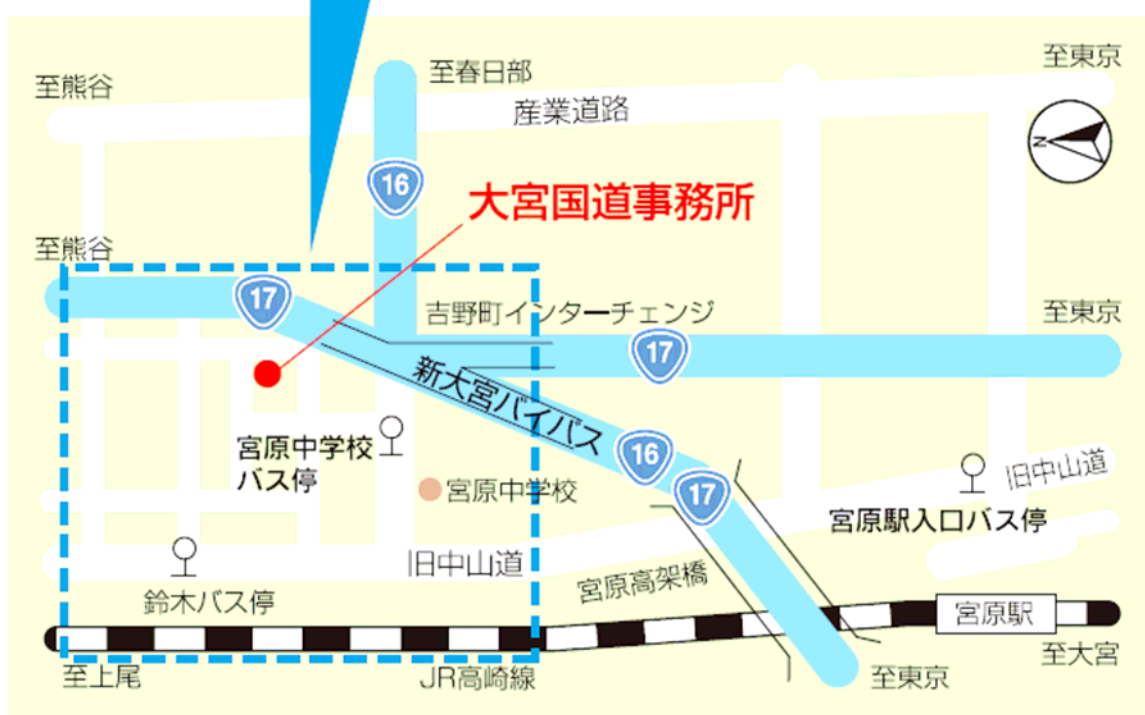 至熊谷
至春日部
至東京
産業道路
N
16
大宮国道事務所
至熊谷
17
吉野町インターチェンジ
至東京
17
新大宮バイパス
宮原中学校
バス停
16
17
宮原中学校
旧中山道
宮原駅入口バス停
旧中山道
宮原高架橋
鈴木バス停
宮原駅
至上尾
JR高崎線
至東京
至大宮